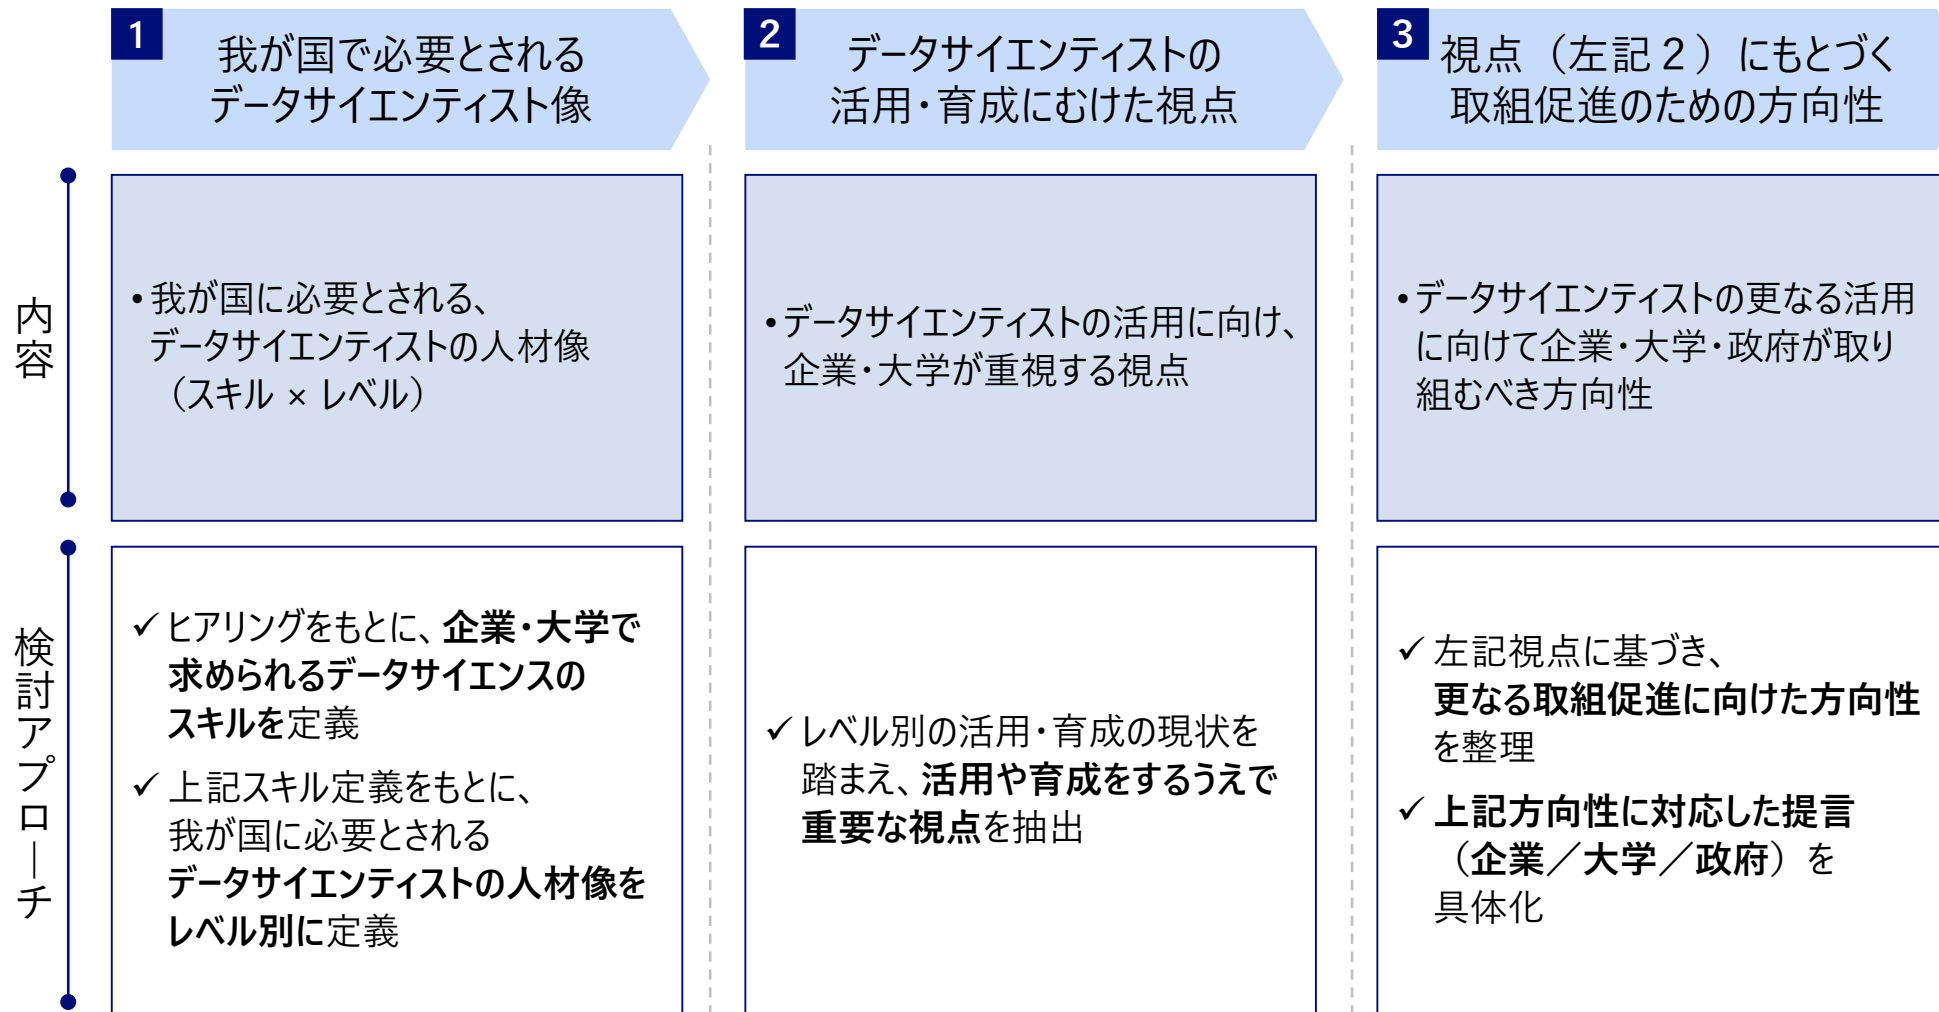 1
我が国で必要とされる
データサイエンティスト像
2
データサイエンティストの
活用・育成にむけた視点
3
視点（左記２）にもとづく
取組促進のための方向性
内容
• 我が国に必要とされる、
データサイエンティストの人材像
（スキル × レベル）
• データサイエンティストの活用に向け、
企業・大学が重視する視点
• データサイエンティストの更なる活用
に向けて企業・大学・政府が取り
組むべき方向性
検討アプローチ
✓ ヒアリングをもとに、企業・大学で
求められるデータサイエンスの
スキルを定義
✓ 上記スキル定義をもとに、
我が国に必要とされる
データサイエンティストの人材像を
レベル別に定義
✓ レベル別の活用・育成の現状を
踏まえ、活用や育成をするうえで
重要な視点を抽出
✓ 左記視点に基づき、
更なる取組促進に向けた方向性
を整理
✓ 上記方向性に対応した提言
（企業／大学／政府）を
具体化